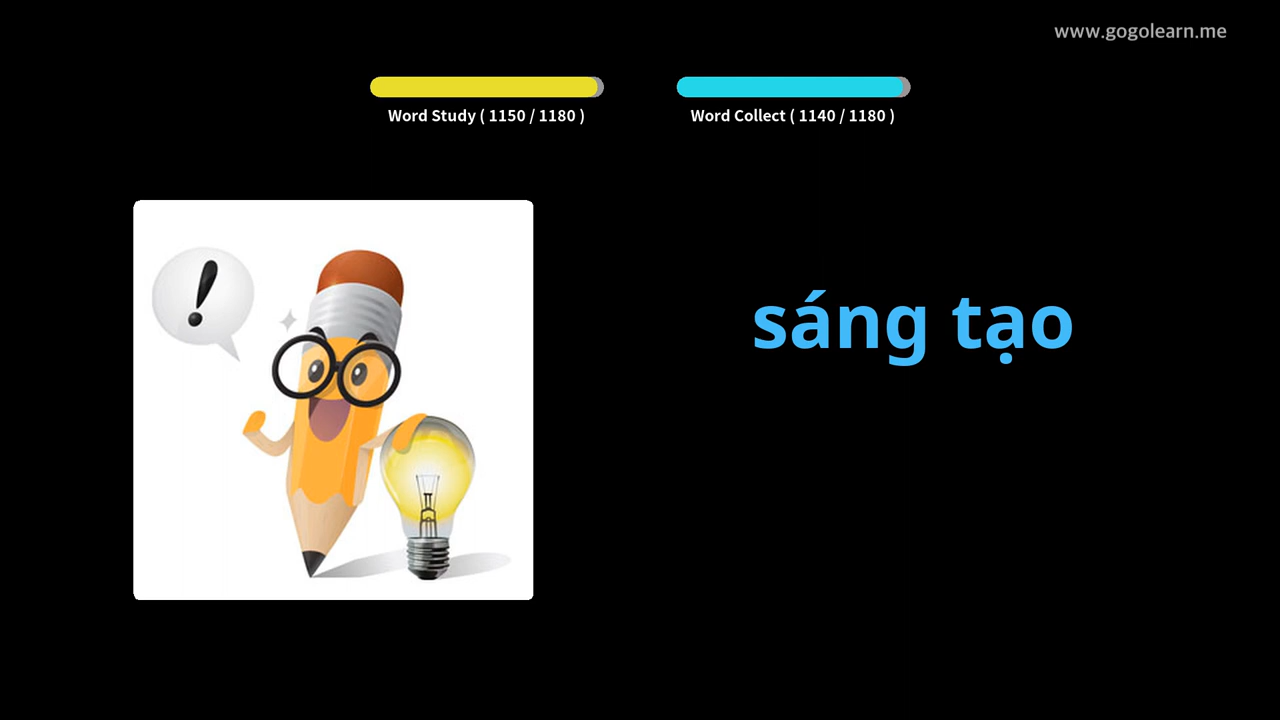 www.gogolearn.me
Word Study ( 1150 / 1180 )
Word Collect ( 1140 / 1180 )
!
sáng tạo